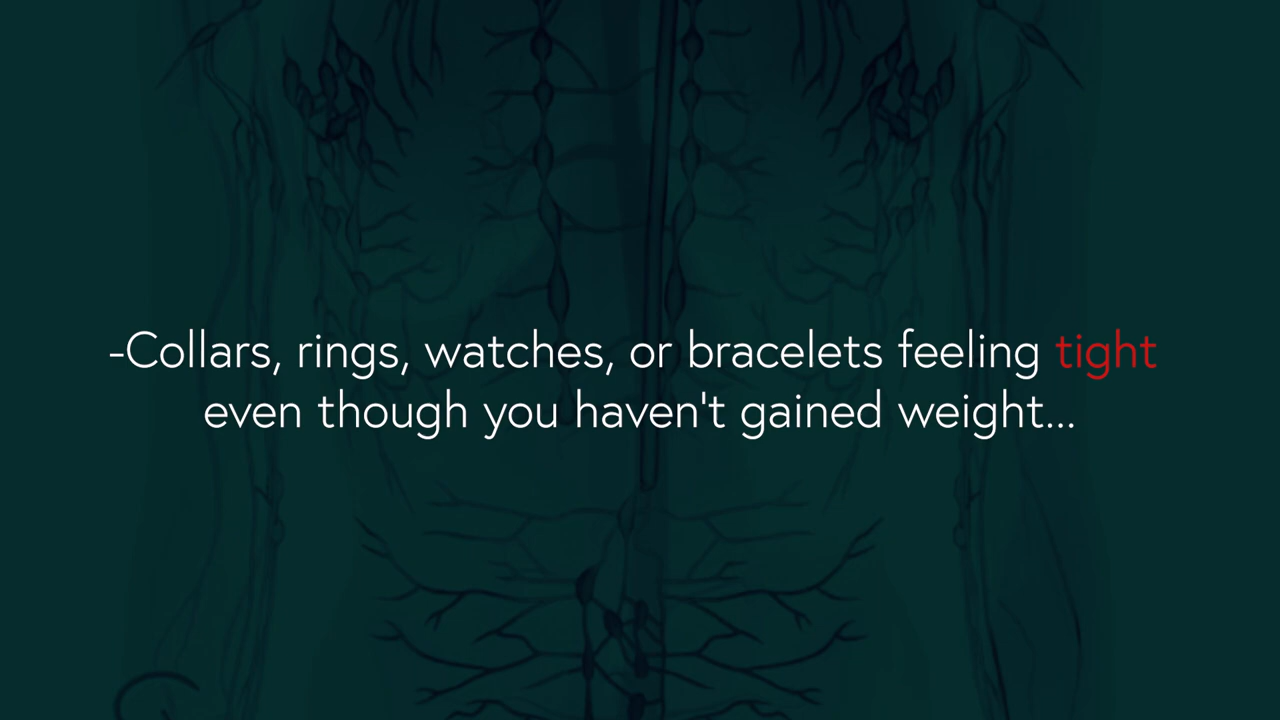 -Collars, rings, watches, or bracelets feeling tight
even though you haven't gained weight...